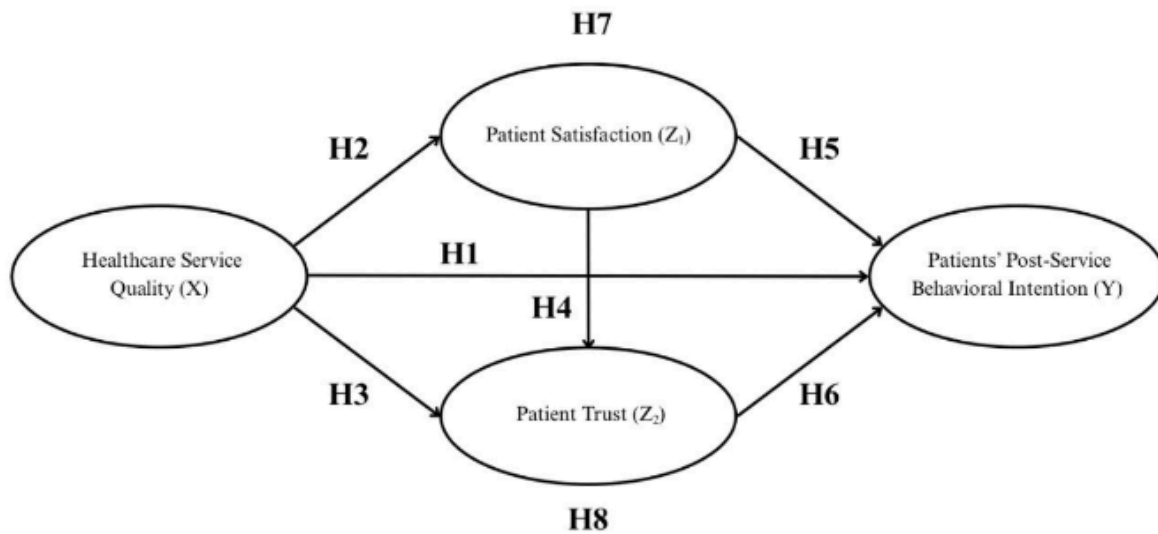 H7
Patient Satisfaction (Z₁)
H2
H5
Healthcare Service
Quality (X)
H1
Patients’ Post-Service
Behavioral Intention (Y)
H4
H3
Patient Trust (Z₂)
H6
H8